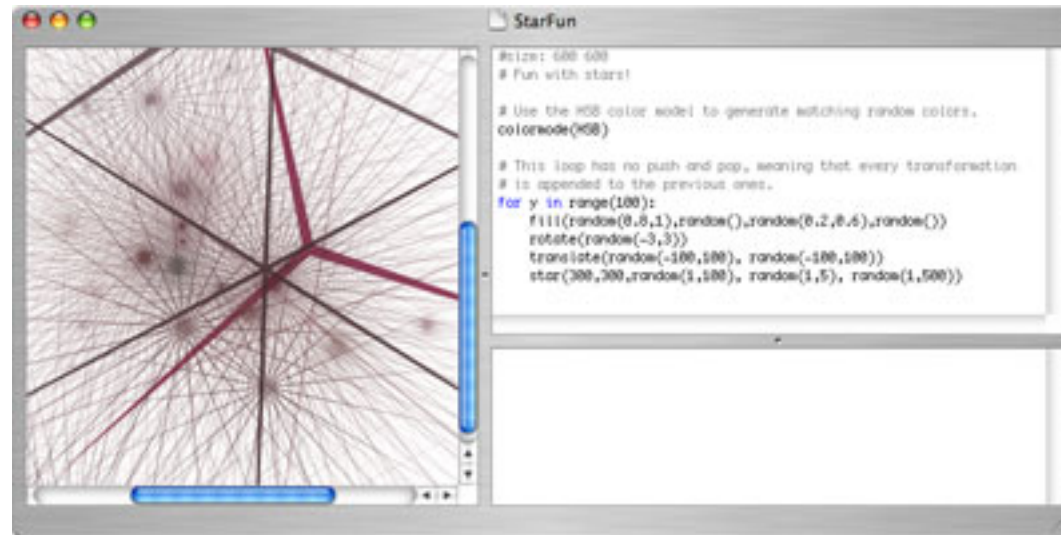 StarFun
#size: 600 600
# Fun with stars!
# Use the HSB color model to generate matching random colors.
colormode(HSB)
# This loop has no push and pop, meaning that every transformation
# is appended to the previous ones.
for y in range(100):
fill(random(0.8,1),random(),random(0.2,0.6),random())
rotate(random(-3,3))
translate(random(-100,100), random(-100,100))
star(300,300,random(1,100), random(1,5), random(1,500))